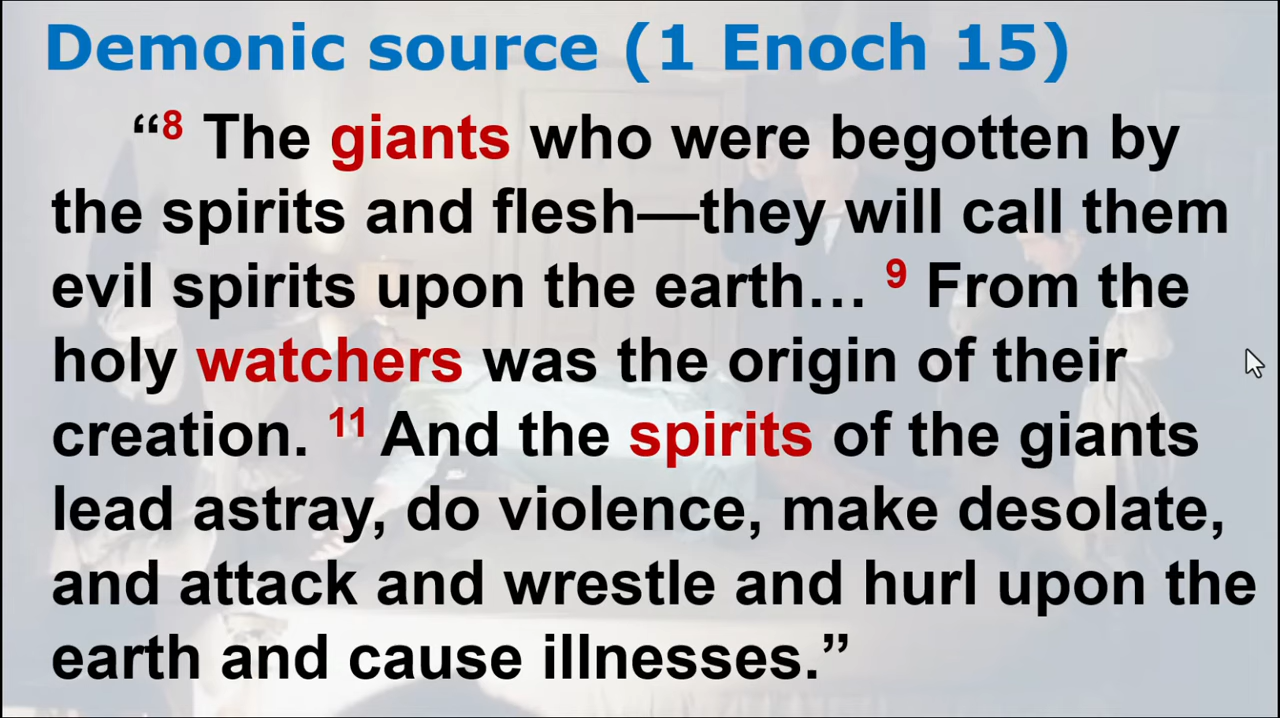 Demonic source (1 Enoch 15)
“8 The giants who were begotten by
the spirits and flesh—they will call them
evil spirits upon the earth… 9 From the
holy watchers was the origin of their
creation. 11 And the spirits of the giants
lead astray, do violence, make desolate,
and attack and wrestle and hurl upon the
earth and cause illnesses.”